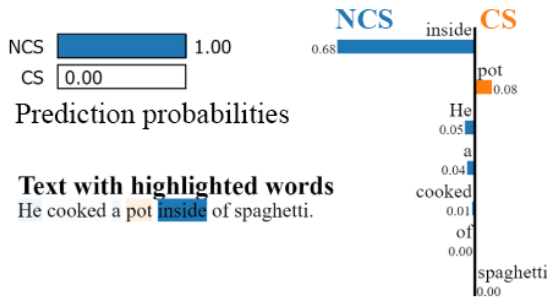 NCS 1.00
CS 0.00
Prediction probabilities
Text with highlighted words
He cooked a pot inside of spaghetti.
NCS CS
inside
0.68
pot
0.08
He
0.05
a
0.04
cooked
0.01
of
0.00
spaghetti
0.00